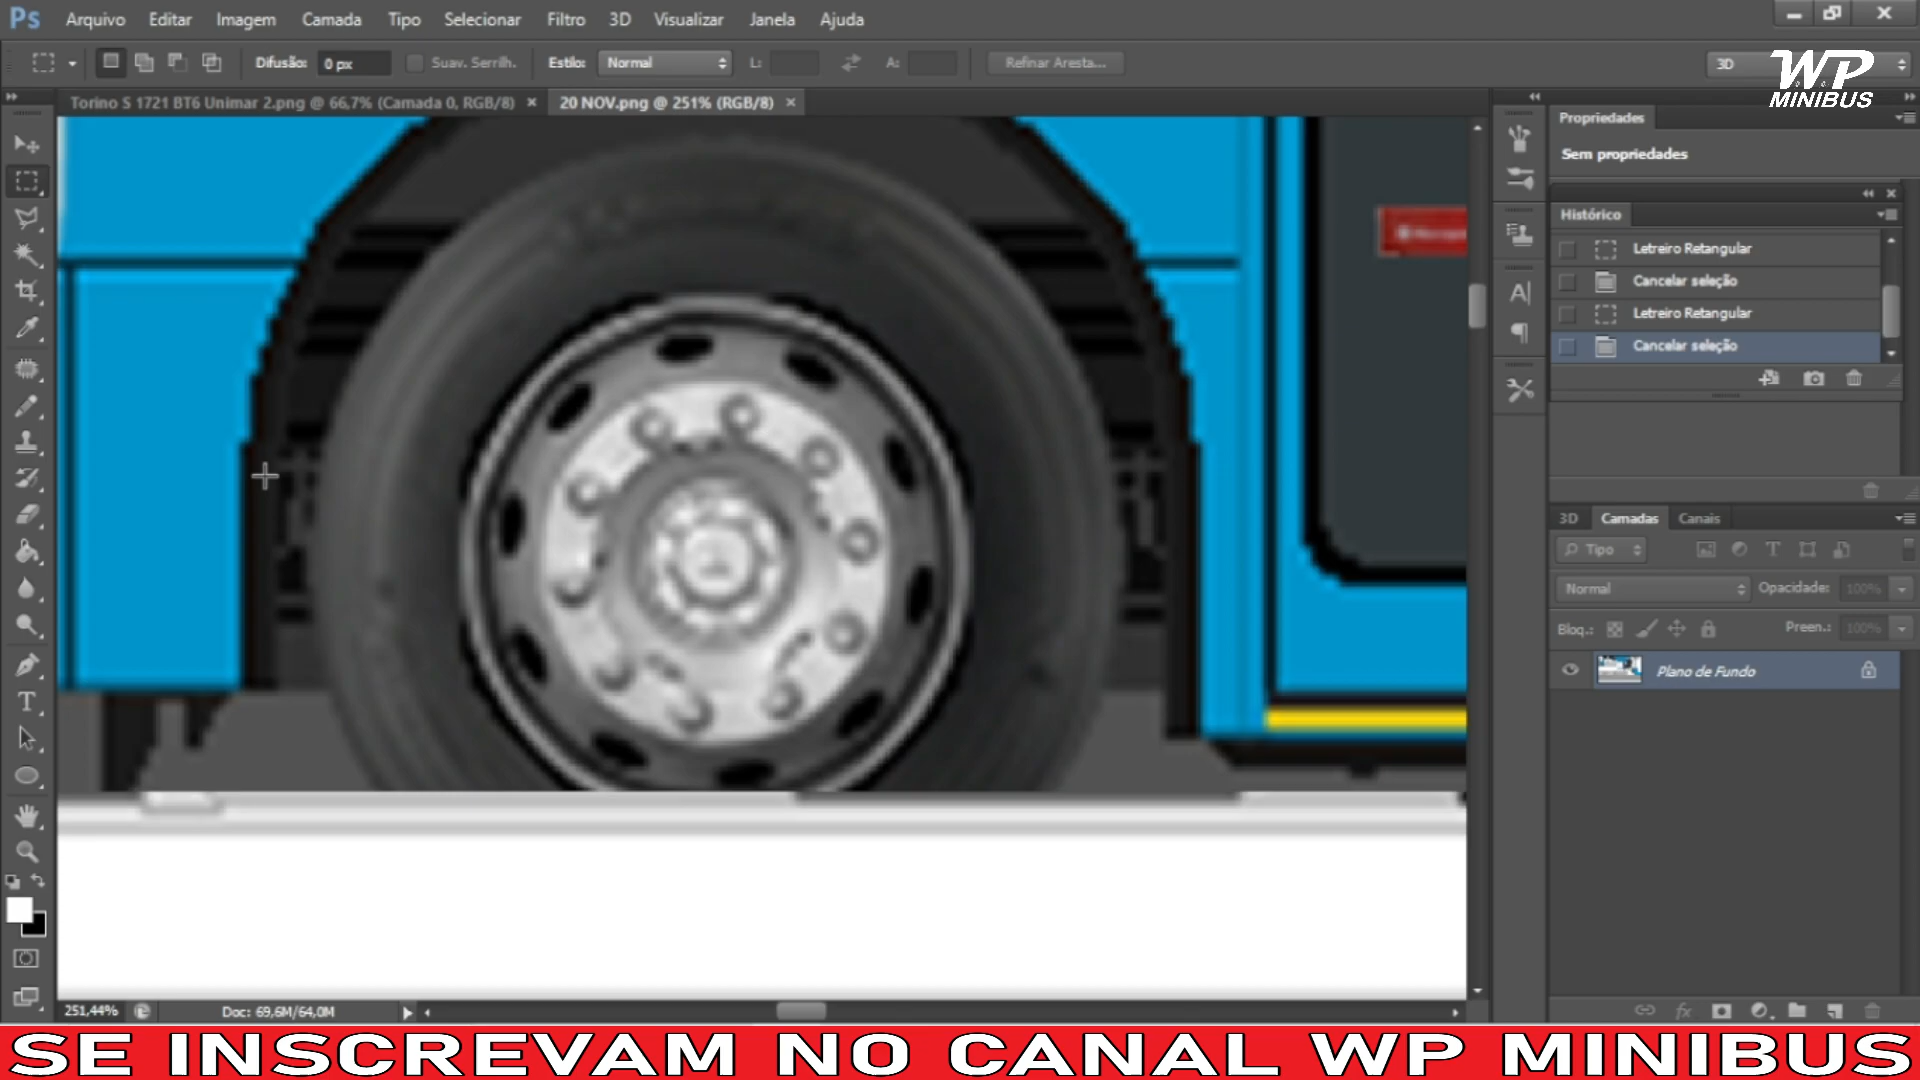 Ps Arquivo Editar Imagem Camada Tipo Selecionar Filtro 3D Visualizar Janela Ajuda
Difusão: 0 px Suav. Serrilh. Estilo: Normal L: A: Refinar Aresta... 3D
WP
MINIBUS
Torino S 1721 BT6 Unimar 2.png @ 66,7% (Camada 0, RGB/8) × 20 NOV.png @ 251% (RGB/8) ×
Propriedades
Sem propriedades
Histórico
Letreiro Retangular
Cancelar seleção
Letreiro Retangular
Cancelar seleção
3D Camadas Canais
Tipo
Normal Opacidade: 100%
Bloq.: Preen.: 100%
Plano de Fundo
251,44% Doc: 69,6M/64,0M
SE INSCREVAM NO CANAL WP MINIBUS